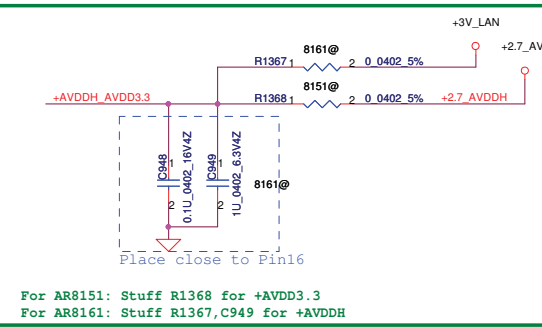 +3V_LAN
8161@
+2.7_AV
R1367 1 2 0_0402_5%
8151@
+AVDDH_AVDD3.3
R1368 1 2 0_0402_5%
+2.7_AVDDH
C948
1
2
0.1U_0402_16V4Z
C949
1
2
1U_0402_6.3V4Z
8161@
Place close to Pin16
For AR8151: Stuff R1368 for +AVDD3.3
For AR8161: Stuff R1367,C949 for +AVDDH